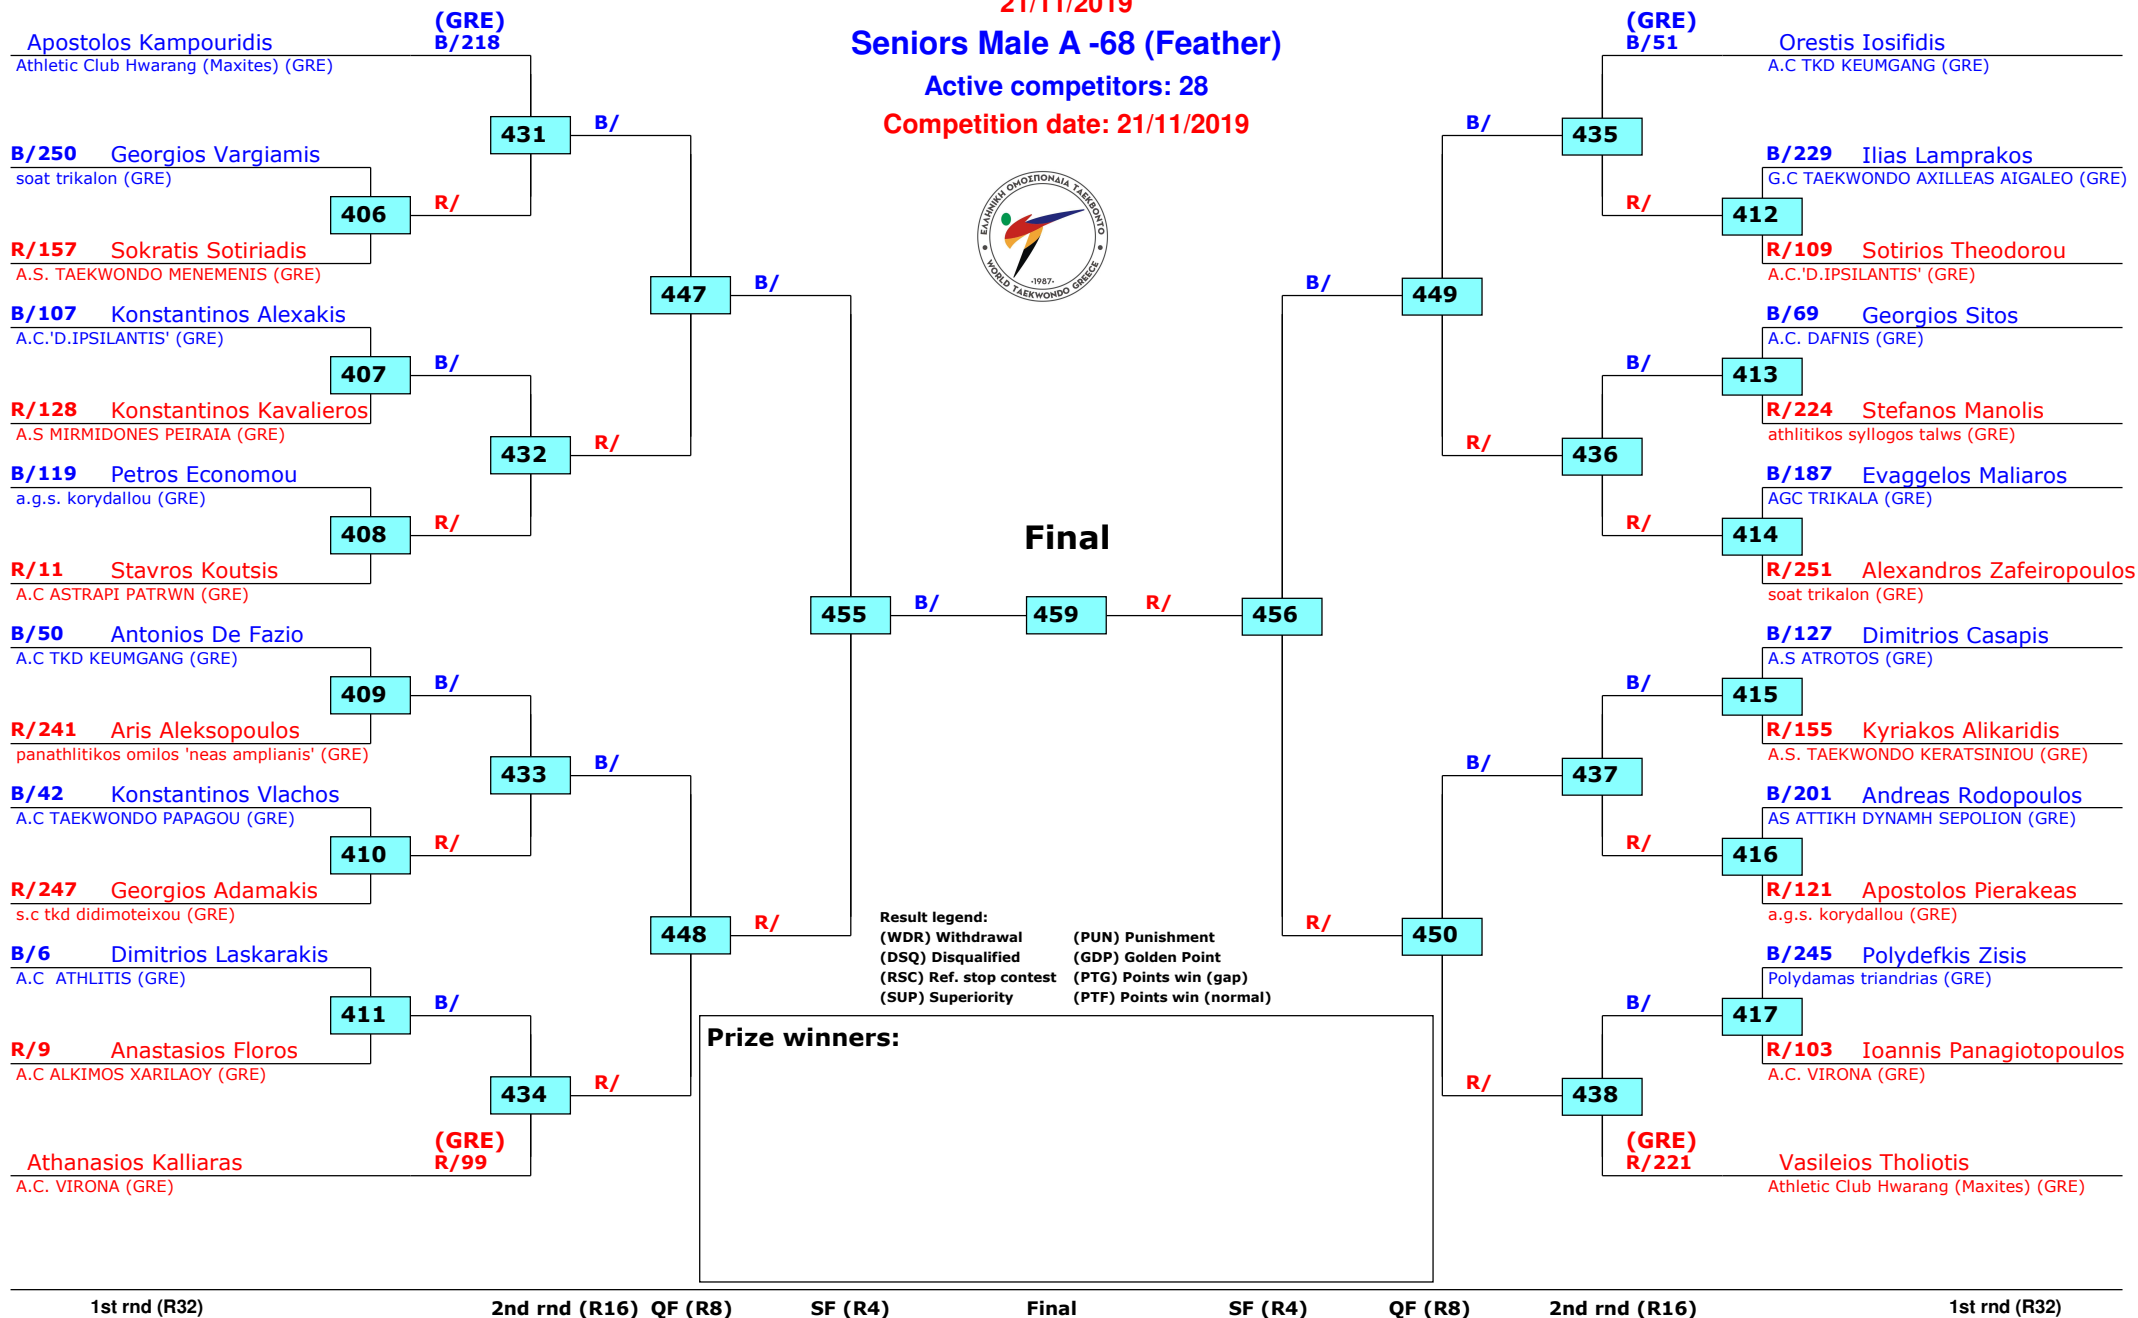 21/11/2019
Seniors Male A -68 (Feather)
Active competitors: 28
Competition date: 21/11/2019
ΕΛΛΗΝΙΚΗ ΟΜΟΣΠΟΝΔΙΑ ΤΑΕΚΒΟΝΤΟ
-1987-
WORLD TAEKWONDO GREECE
(GRE)
Apostolos Kampouridis B/218
Athletic Club Hwarang (Maxites) (GRE)
431 B/
B/250 Georgios Vargiamis
soat trikalon (GRE)
406 R/
R/157 Sokratis Sotiriadis
A.S. TAEKWONDO MENEMENIS (GRE)
447 B/
B/107 Konstantinos Alexakis
A.C.'D.IPSILANTIS' (GRE)
407 B/
R/128 Konstantinos Kavalieros
A.S MIRMIDONES PEIRAIA (GRE)
432 R/
B/119 Petros Economou
a.g.s. korydallou (GRE)
408 R/
R/11 Stavros Koutsis
A.C ASTRAPI PATRWN (GRE)
455 B/
B/50 Antonios De Fazio
A.C TKD KEUMGANG (GRE)
409 B/
R/241 Aris Aleksopoulos
panathlitikos omilos 'neas amplianis' (GRE)
433 B/
B/42 Konstantinos Vlachos
A.C TAEKWONDO PAPAGOU (GRE)
410 R/
R/247 Georgios Adamakis
s.c tkd didimoteixou (GRE)
448 R/
B/6 Dimitrios Laskarakis
A.C  ATHLITIS (GRE)
411 B/
R/9 Anastasios Floros
A.C ALKIMOS XARILAOY (GRE)
434 R/
(GRE)
Athanasios Kalliaras R/99
A.C. VIRONA (GRE)
Final
459
(GRE)
B/51 Orestis Iosifidis
A.C TKD KEUMGANG (GRE)
B/ 435
B/229 Ilias Lamprakos
G.C TAEKWONDO AXILLEAS AIGALEO (GRE)
R/ 412
R/109 Sotirios Theodorou
A.C.'D.IPSILANTIS' (GRE)
B/ 449
B/69 Georgios Sitos
A.C. DAFNIS (GRE)
B/ 413
R/224 Stefanos Manolis
athlitikos syllogos talws (GRE)
R/ 436
B/187 Evaggelos Maliaros
AGC TRIKALA (GRE)
R/ 414
R/251 Alexandros Zafeiropoulos
soat trikalon (GRE)
R/ 456
B/127 Dimitrios Casapis
A.S ATROTOS (GRE)
B/ 415
R/155 Kyriakos Alikaridis
A.S. TAEKWONDO KERATSINIOU (GRE)
B/ 437
B/201 Andreas Rodopoulos
AS ATTIKH DYNAMH SEPOLION (GRE)
R/ 416
R/121 Apostolos Pierakeas
a.g.s. korydallou (GRE)
R/ 450
B/245 Polydefkis Zisis
Polydamas triandrias (GRE)
B/ 417
R/103 Ioannis Panagiotopoulos
A.C. VIRONA (GRE)
R/ 438
(GRE)
R/221 Vasileios Tholiotis
Athletic Club Hwarang (Maxites) (GRE)
Result legend:
(WDR) Withdrawal (PUN) Punishment
(DSQ) Disqualified (GDP) Golden Point
(RSC) Ref. stop contest (PTG) Points win (gap)
(SUP) Superiority (PTF) Points win (normal)
Prize winners:
1st rnd (R32) 2nd rnd (R16) QF (R8) SF (R4) Final SF (R4) QF (R8) 2nd rnd (R16) 1st rnd (R32)